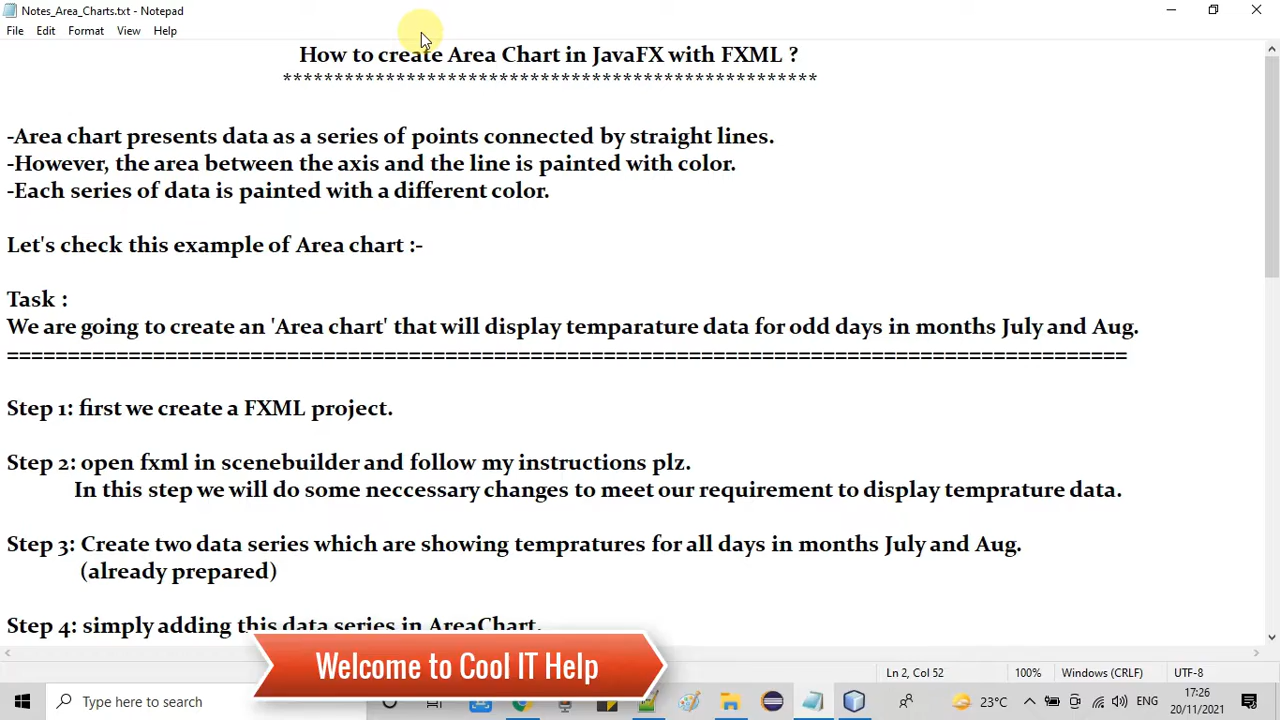 Notes_Area_Charts.txt - Notepad
File Edit Format View Help
How to create Area Chart in JavaFX with FXML ?
**************************************************
-Area chart presents data as a series of points connected by straight lines.
-However, the area between the axis and the line is painted with color.
-Each series of data is painted with a different color.
Let's check this example of Area chart :-
Task :
We are going to create an 'Area chart' that will display temparature data for odd days in months July and Aug.
============================================================================================
Step 1: first we create a FXML project.
Step 2: open fxml in scenebuilder and follow my instructions plz.
In this step we will do some neccessary changes to meet our requirement to display temprature data.
Step 3: Create two data series which are showing tempratures for all days in months July and Aug.
(already prepared)
Step 4: simply adding this data series in AreaChart.
Welcome to Cool IT Help
Ln 2, Col 52 100% Windows (CRLF) UTF-8
Type here to search
23°C ENG
17:26
20/11/2021